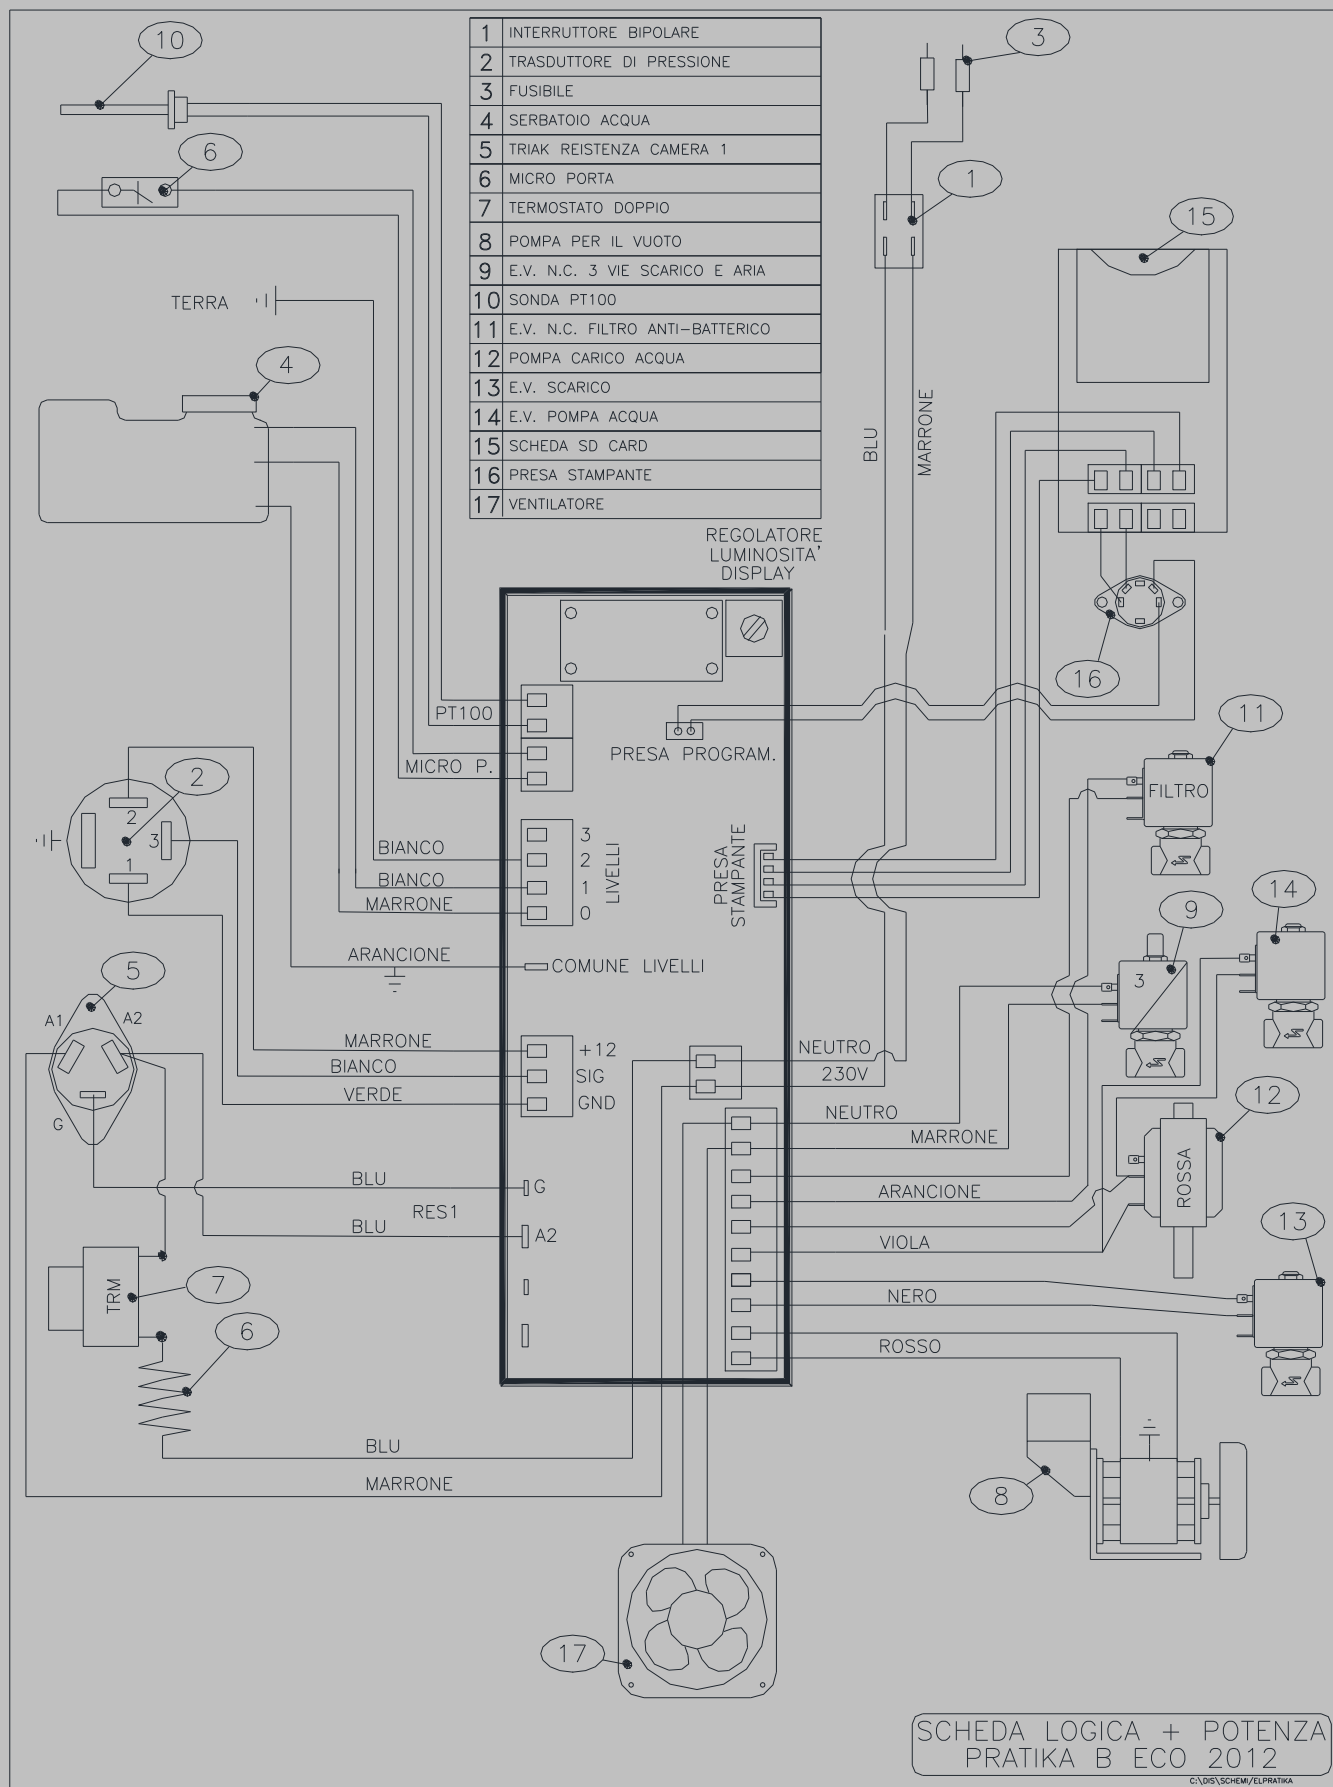 1 INTERRUTTORE BIPOLARE
2 TRASDUTTORE DI PRESSIONE
3 FUSIBILE
4 SERBATOIO ACQUA
5 TRIAK REISTENZA CAMERA 1
6 MICRO PORTA
7 TERMOSTATO DOPPIO
8 POMPA PER IL VUOTO
9 E.V. N.C. 3 VIE SCARICO E ARIA
10 SONDA PT100
11 E.V. N.C. FILTRO ANTI-BATTERICO
12 POMPA CARICO ACQUA
13 E.V. SCARICO
14 E.V. POMPA ACQUA
15 SCHEDA SD CARD
16 PRESA STAMPANTE
17 VENTILATORE
10
6
3
1
15
TERRA
4
BLU
MARRONE
REGOLATORE
LUMINOSITA'
DISPLAY
16
PT100
MICRO P.
PRESA PROGRAM.
11
FILTRO
2
2
3
1
BIANCO
BIANCO
MARRONE
3
2
1
0
LIVELLI
PRESA
STAMPANTE
ARANCIONE
COMUNE LIVELLI
14
9
3
5
A1
A2
G
MARRONE
BIANCO
VERDE
+12
SIG
GND
NEUTRO
230V
NEUTRO
MARRONE
12
ROSSA
BLU
G
RES1
BLU
A2
ARANCIONE
VIOLA
13
NERO
ROSSO
TRM
7
6
BLU
MARRONE
8
17
SCHEDA LOGICA + POTENZA
PRATIKA B ECO 2012
C:\DIS\SCHEMI/ELPRATIKA